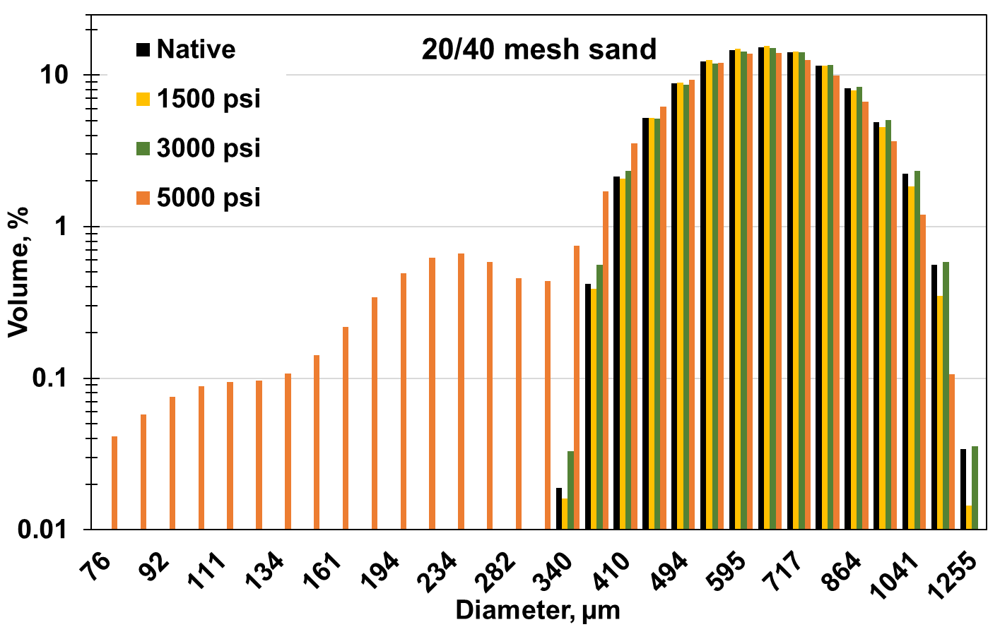 20/40 mesh sand
Native
1500 psi
3000 psi
5000 psi
Volume, %
10
1
0.1
0.01
76 92 111 134 161 194 234 282 340 410 494 595 717 864 1041 1255
Diameter, µm